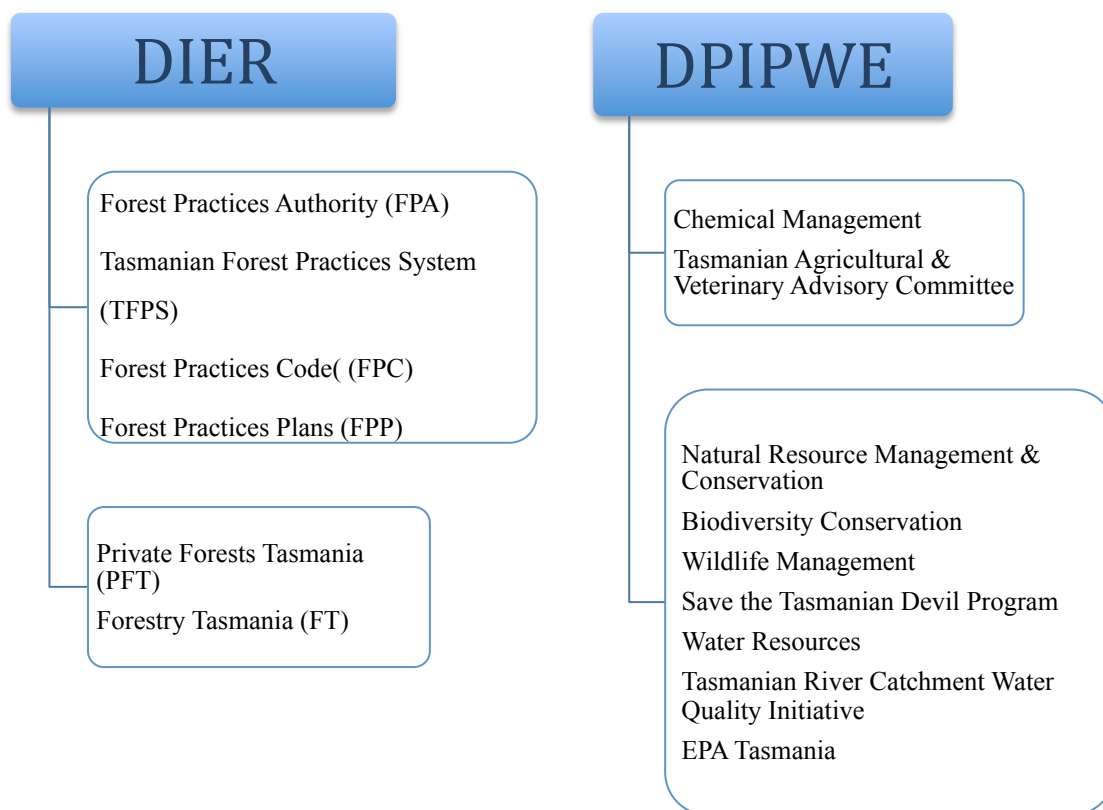 DIER
Forest Practices Authority (FPA)
Tasmanian Forest Practices System
(TFPS)
Forest Practices Code( (FPC)
Forest Practices Plans (FPP)
Private Forests Tasmania
(PFT)
Forestry Tasmania (FT)
DPIPWE
Chemical Management
Tasmanian Agricultural &
Veterinary Advisory Committee
Natural Resource Management &
Conservation
Biodiversity Conservation
Wildlife Management
Save the Tasmanian Devil Program
Water Resources
Tasmanian River Catchment Water
Quality Initiative
EPA Tasmania